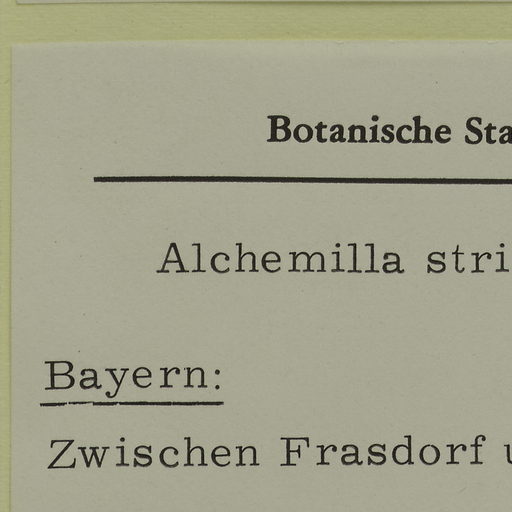 Botanische Sta
Alchemilla stri
Bayern:
Zwischen Frasdorf u